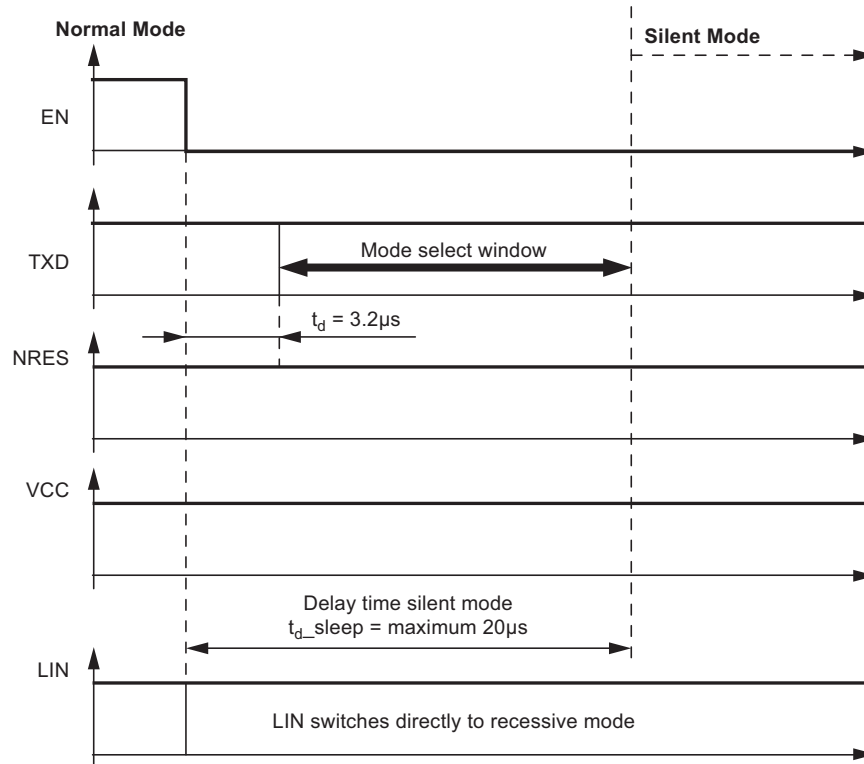 Normal Mode
Silent Mode
EN
TXD
Mode select window
t_d = 3.2µs
NRES
VCC
Delay time silent mode
t_d_sleep = maximum 20µs
LIN
LIN switches directly to recessive mode